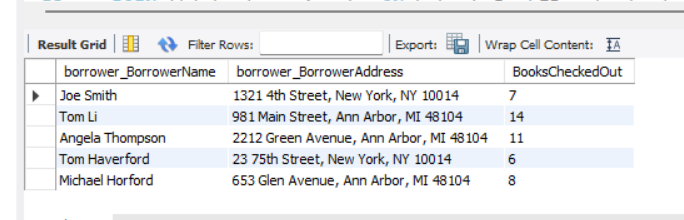 Result Grid Filter Rows: Export: Wrap Cell Content: IA
borrower_BorrowerName borrower_BorrowerAddress BooksCheckedOut
Joe Smith 1321 4th Street, New York, NY 10014 7
Tom Li 981 Main Street, Ann Arbor, MI 48104 14
Angela Thompson 2212 Green Avenue, Ann Arbor, MI 48104 11
Tom Haverford 23 75th Street, New York, NY 10014 6
Michael Horford 653 Glen Avenue, Ann Arbor, MI 48104 8